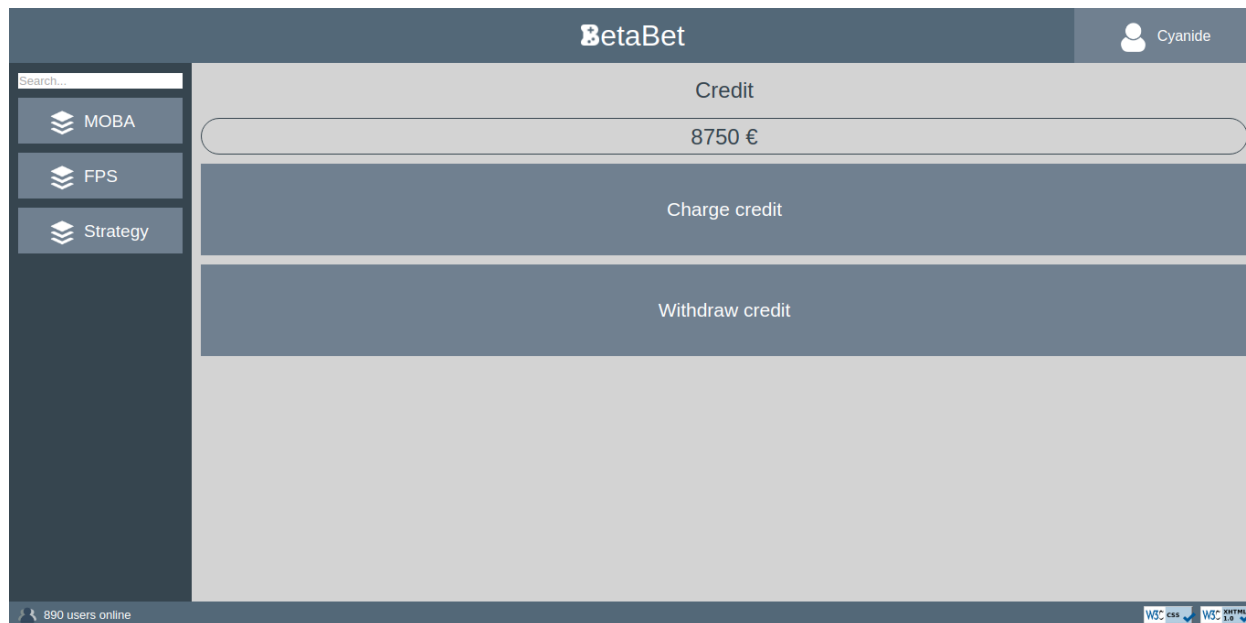 BetaBet
Cyanide
Search...
MOBA
FPS
Strategy
Credit
8750 €
Charge credit
Withdraw credit
890 users online
W3C css
W3C XHTML 1.0